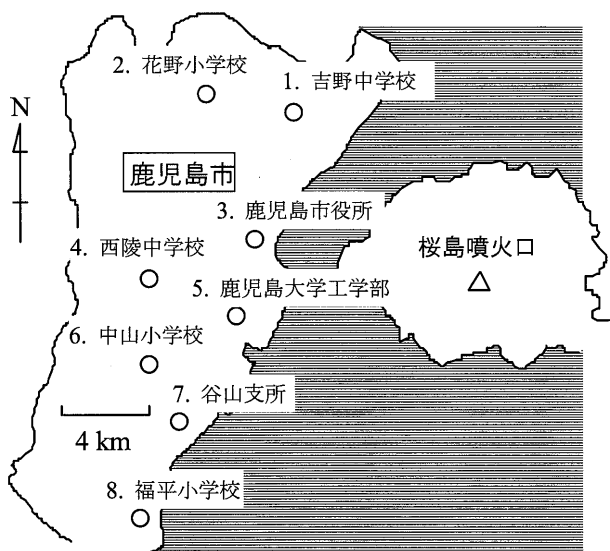 2. 花野小学校
1. 吉野中学校
N
鹿児島市
3. 鹿児島市役所
4. 西陵中学校
桜島噴火口
5. 鹿児島大学工学部
6. 中山小学校
7. 谷山支所
4 km
8. 福平小学校